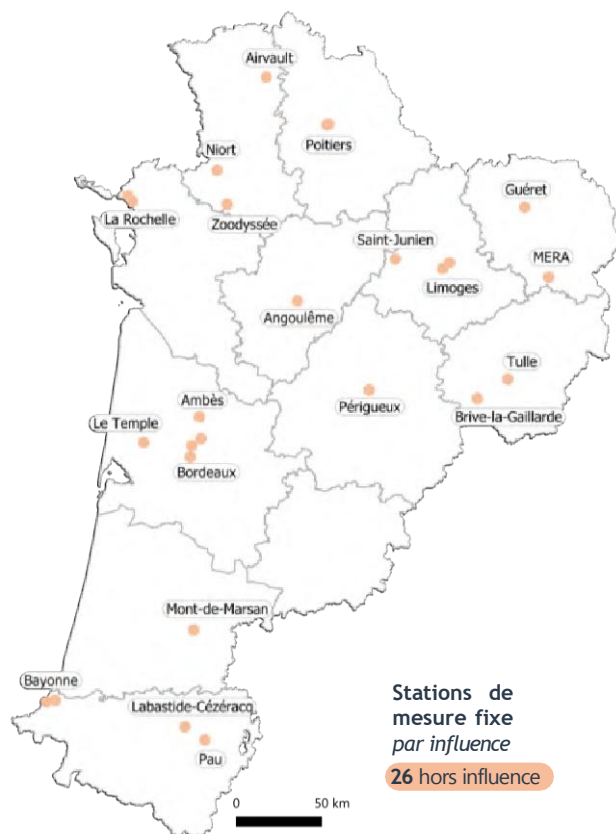 Airvault
Poitiers
Niort
Guéret
La Rochelle
Zoodyssée
Saint-Junien
MERA
Limoges
Angoulême
Tulle
Ambès
Périgueux
Le Temple
Brive-la-Gaillarde
Bordeaux
Mont-de-Marsan
Bayonne
Labastide-Cézéracq
Pau
Stations de
mesure fixe
par influence
26 hors influence
0 50 km